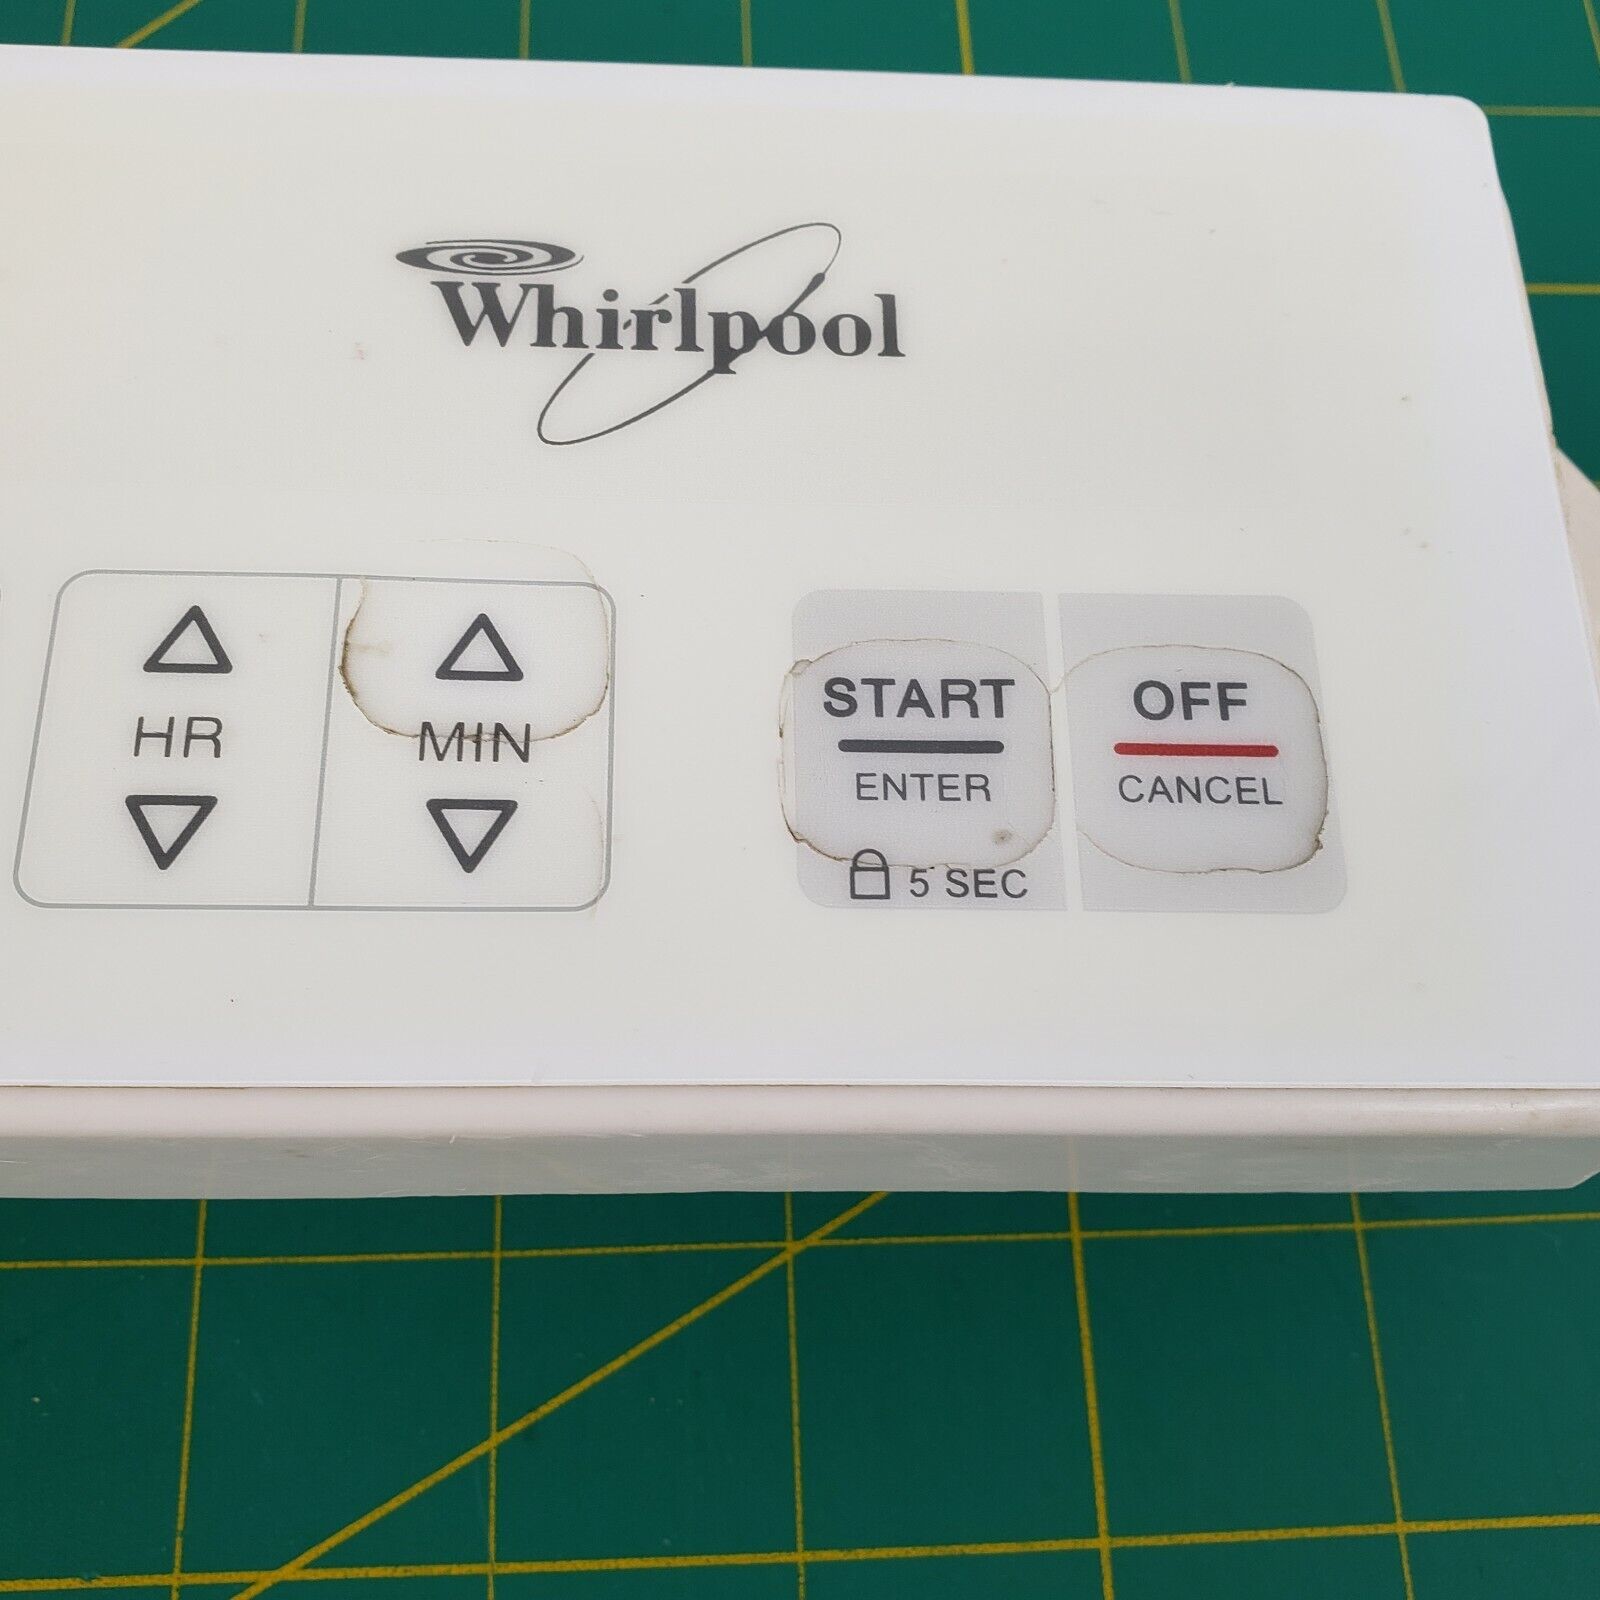 Whirlpool
HR
MIN
START
ENTER
5 SEC
OFF
CANCEL